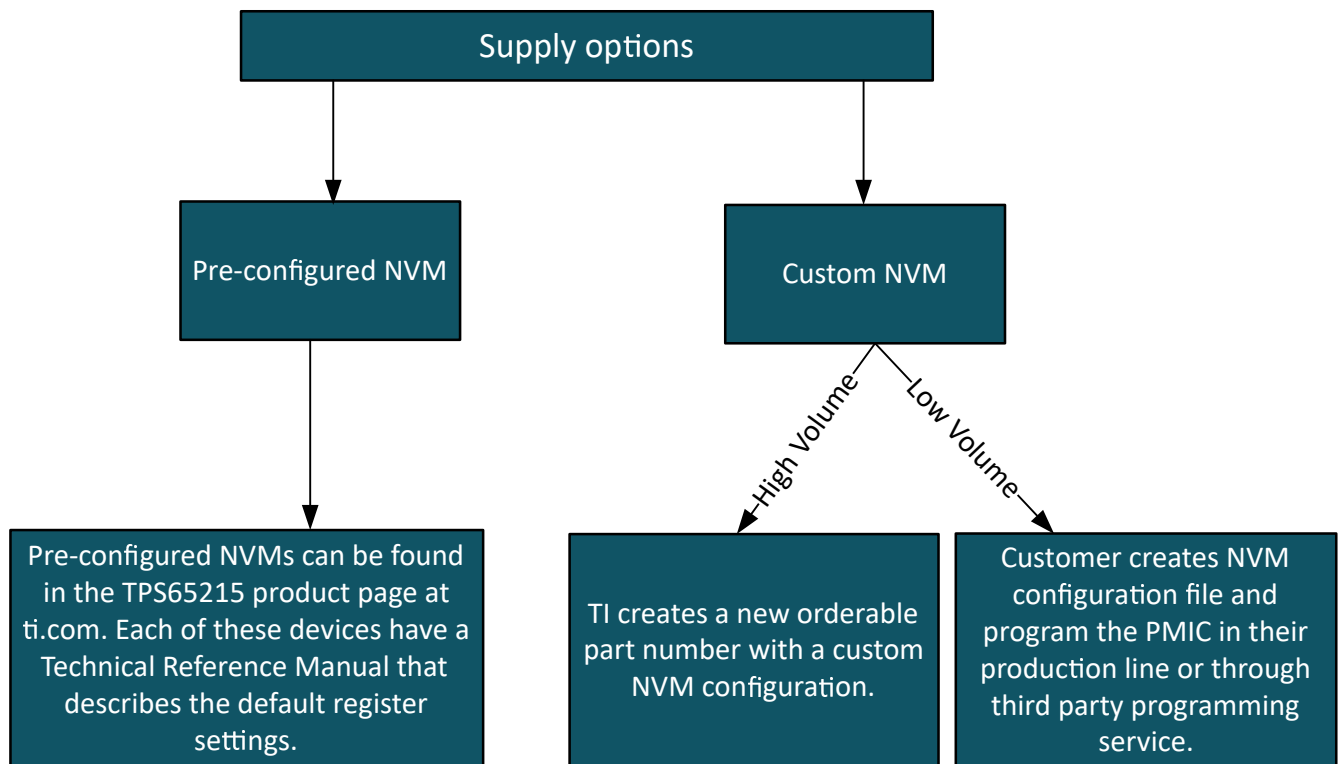 Supply options
Pre-configured NVM
Custom NVM
High Volume
Low Volume
Pre-configured NVMs can be found
in the TPS65215 product page at
ti.com. Each of these devices have a
Technical Reference Manual that
describes the default register
settings.
TI creates a new orderable
part number with a custom
NVM configuration.
Customer creates NVM
configuration file and
program the PMIC in their
production line or through
third party programming
service.